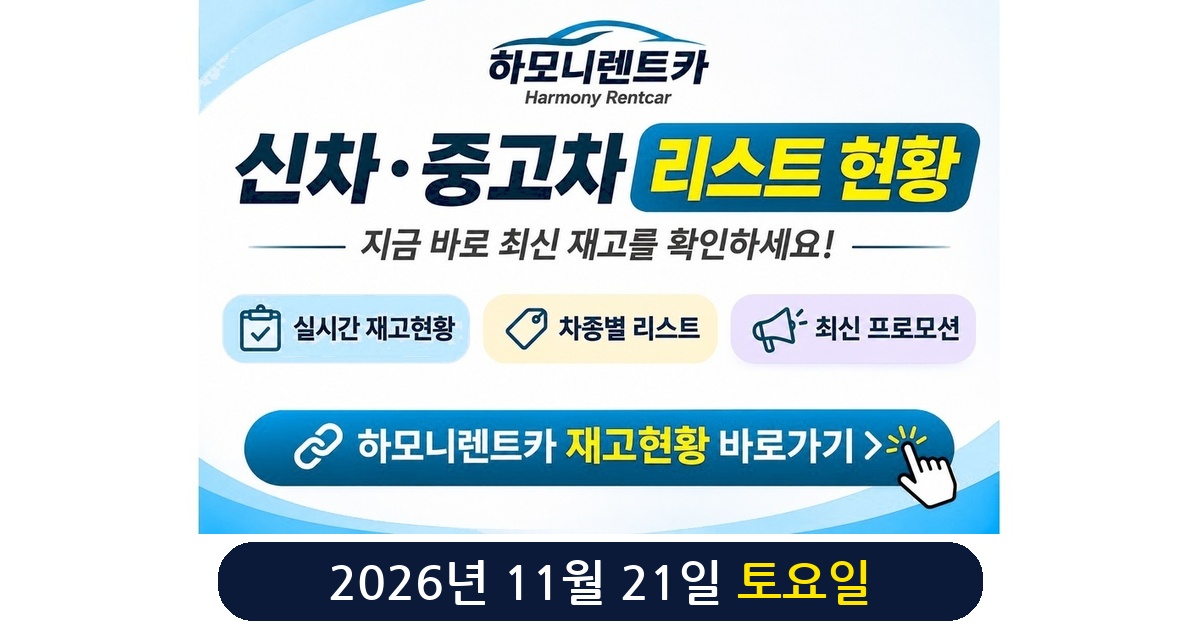 하모니렌트카
Harmony Rentcar
신차·중고차 리스트 현황
지금 바로 최신 재고를 확인하세요!
실시간 재고현황
차종별 리스트
최신 프로모션
하모니렌트카 재고현황 바로가기
2026년 11월 21일 토요일